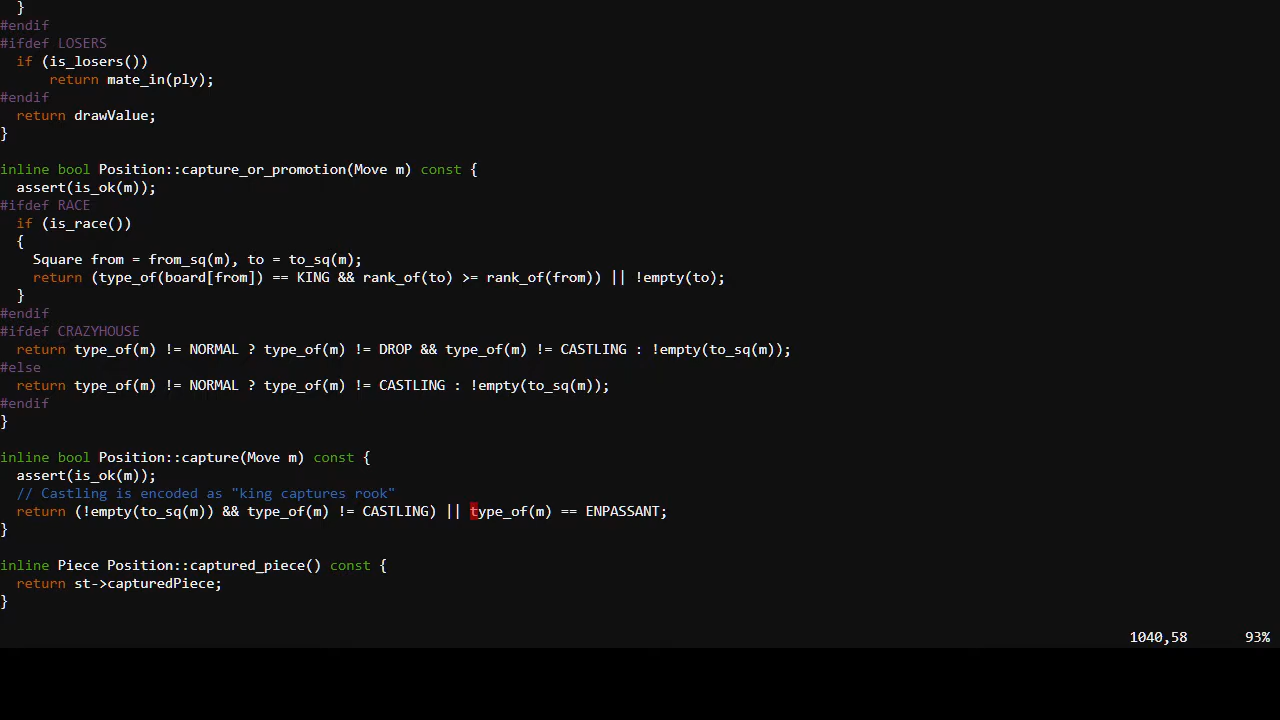 }
#endif
#ifdef LOSERS
  if (is_losers())
      return mate_in(ply);
#endif
  return drawValue;
}

inline bool Position::capture_or_promotion(Move m) const {
  assert(is_ok(m));
#ifdef RACE
  if (is_race())
  {
    Square from = from_sq(m), to = to_sq(m);
    return (type_of(board[from]) == KING && rank_of(to) >= rank_of(from)) || !empty(to);
  }
#endif
#ifdef CRAZYHOUSE
  return type_of(m) != NORMAL ? type_of(m) != DROP && type_of(m) != CASTLING : !empty(to_sq(m));
#else
  return type_of(m) != NORMAL ? type_of(m) != CASTLING : !empty(to_sq(m));
#endif
}

inline bool Position::capture(Move m) const {
  assert(is_ok(m));
  // Castling is encoded as "king captures rook"
  return (!empty(to_sq(m)) && type_of(m) != CASTLING) || type_of(m) == ENPASSANT;
}

inline Piece Position::captured_piece() const {
  return st->capturedPiece;
}
1040,58 93%